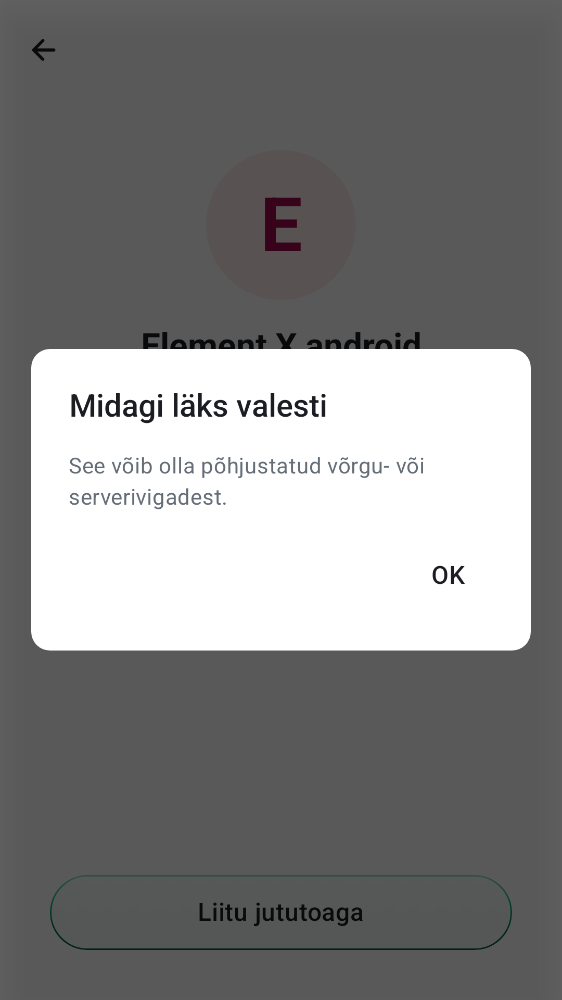 E
Element X android
Midagi läks valesti
See võib olla põhjustatud võrgu- või
serverivigadest.
OK
Liitu jututoaga